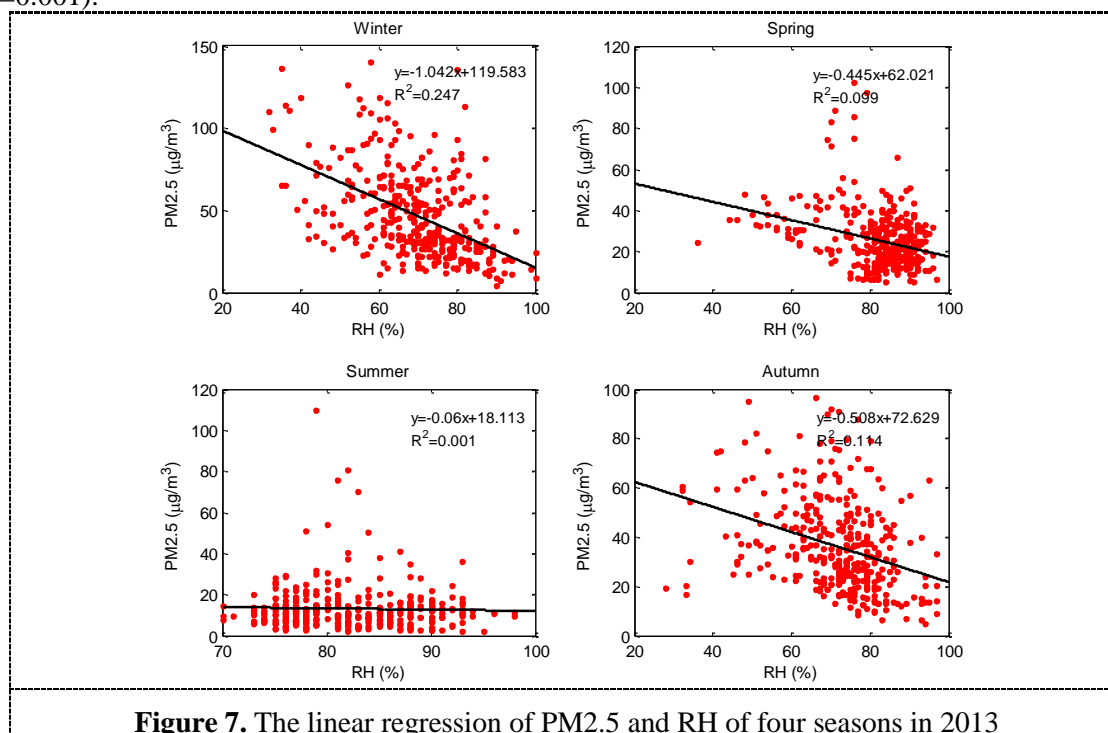 =0.001).
Winter
y=-1.042x+119.583
R²=0.247
150
100
50
0
PM2.5 (μg/m³)
20 40 60 80 100
RH (%)
Spring
y=-0.445x+62.021
R²=0.099
120
100
80
60
40
20
0
PM2.5 (μg/m³)
20 40 60 80 100
RH (%)
Summer
y=-0.06x+18.113
R²=0.001
120
100
80
60
40
20
0
PM2.5 (μg/m³)
70 80 90 100
RH (%)
Autumn
y=-0.508x+72.629
R²=0.114
100
80
60
40
20
0
PM2.5 (μg/m³)
20 40 60 80 100
RH (%)
Figure 7. The linear regression of PM2.5 and RH of four seasons in 2013